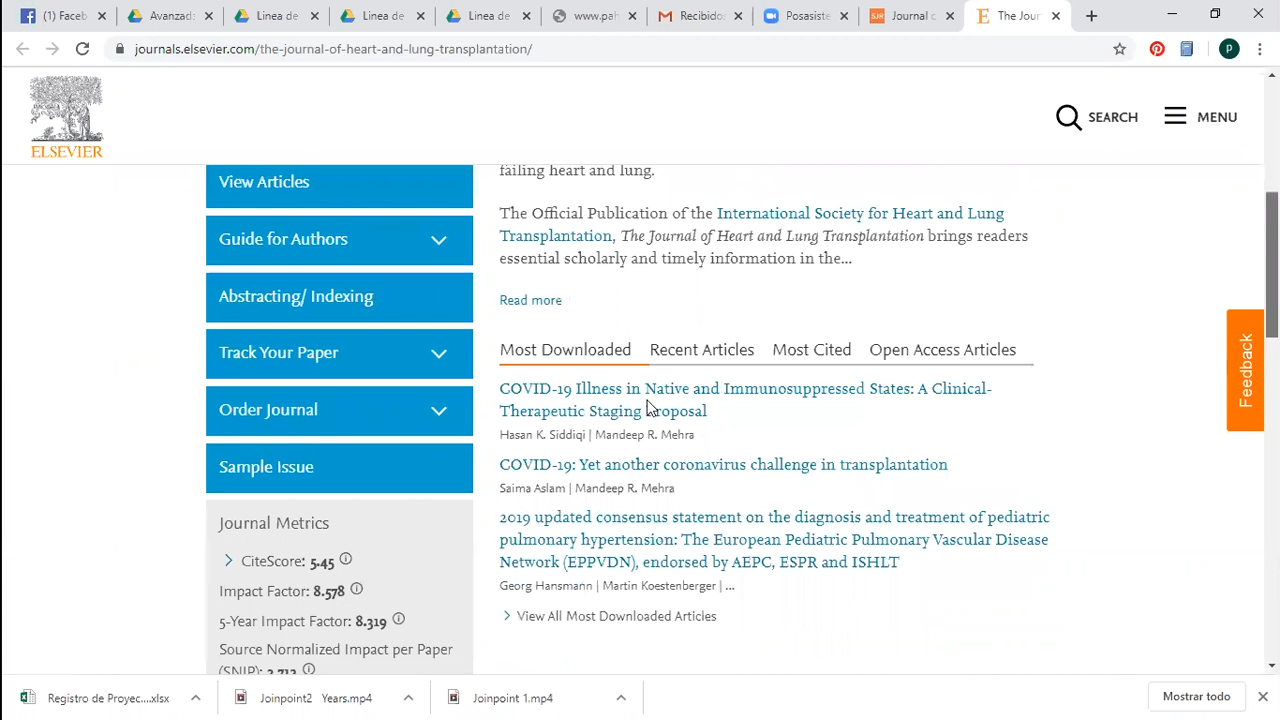 (1) Faceb
Avanzada
Linea de
Linea de
Linea de
www.pah
Recibidos
Posasiste
SJR
Journal c
E
The Jour
journals.elsevier.com/the-journal-of-heart-and-lung-transplantation/
p
ELSEVIER
SEARCH
MENU
View Articles
Guide for Authors
Abstracting/ Indexing
Track Your Paper
Order Journal
Sample Issue
Journal Metrics
CiteScore: 5.45
Impact Factor: 8.578
5-Year Impact Factor: 8.319
Source Normalized Impact per Paper
(SNIP): 2.712
failing heart and lung.
The Official Publication of the International Society for Heart and Lung
Transplantation, The Journal of Heart and Lung Transplantation brings readers
essential scholarly and timely information in the...
Read more
Most Downloaded Recent Articles Most Cited Open Access Articles
COVID-19 Illness in Native and Immunosuppressed States: A Clinical-
Therapeutic Staging Proposal
Hasan K. Siddiqi | Mandeep R. Mehra
COVID-19: Yet another coronavirus challenge in transplantation
Saima Aslam | Mandeep R. Mehra
2019 updated consensus statement on the diagnosis and treatment of pediatric
pulmonary hypertension: The European Pediatric Pulmonary Vascular Disease
Network (EPPVDN), endorsed by AEPC, ESPR and ISHLT
Georg Hansmann | Martin Koestenberger | ...
View All Most Downloaded Articles
Feedback
Registro de Proyec....xlsx
Joinpoint2 Years.mp4
Joinpoint 1.mp4
Mostrar todo